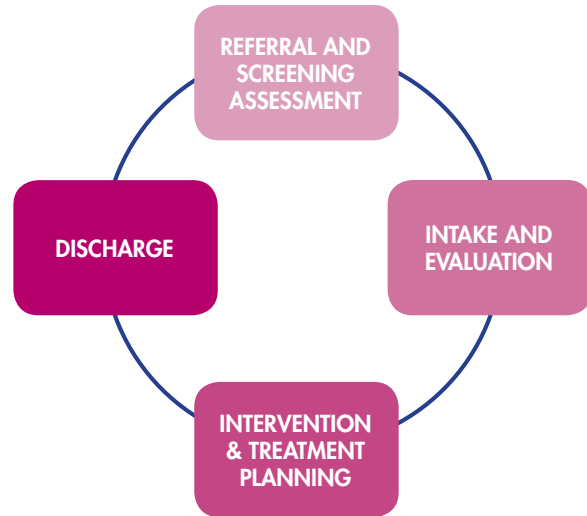 REFERRAL AND
SCREENING
ASSESSMENT
INTAKE AND
EVALUATION
INTERVENTION
& TREATMENT
PLANNING
DISCHARGE